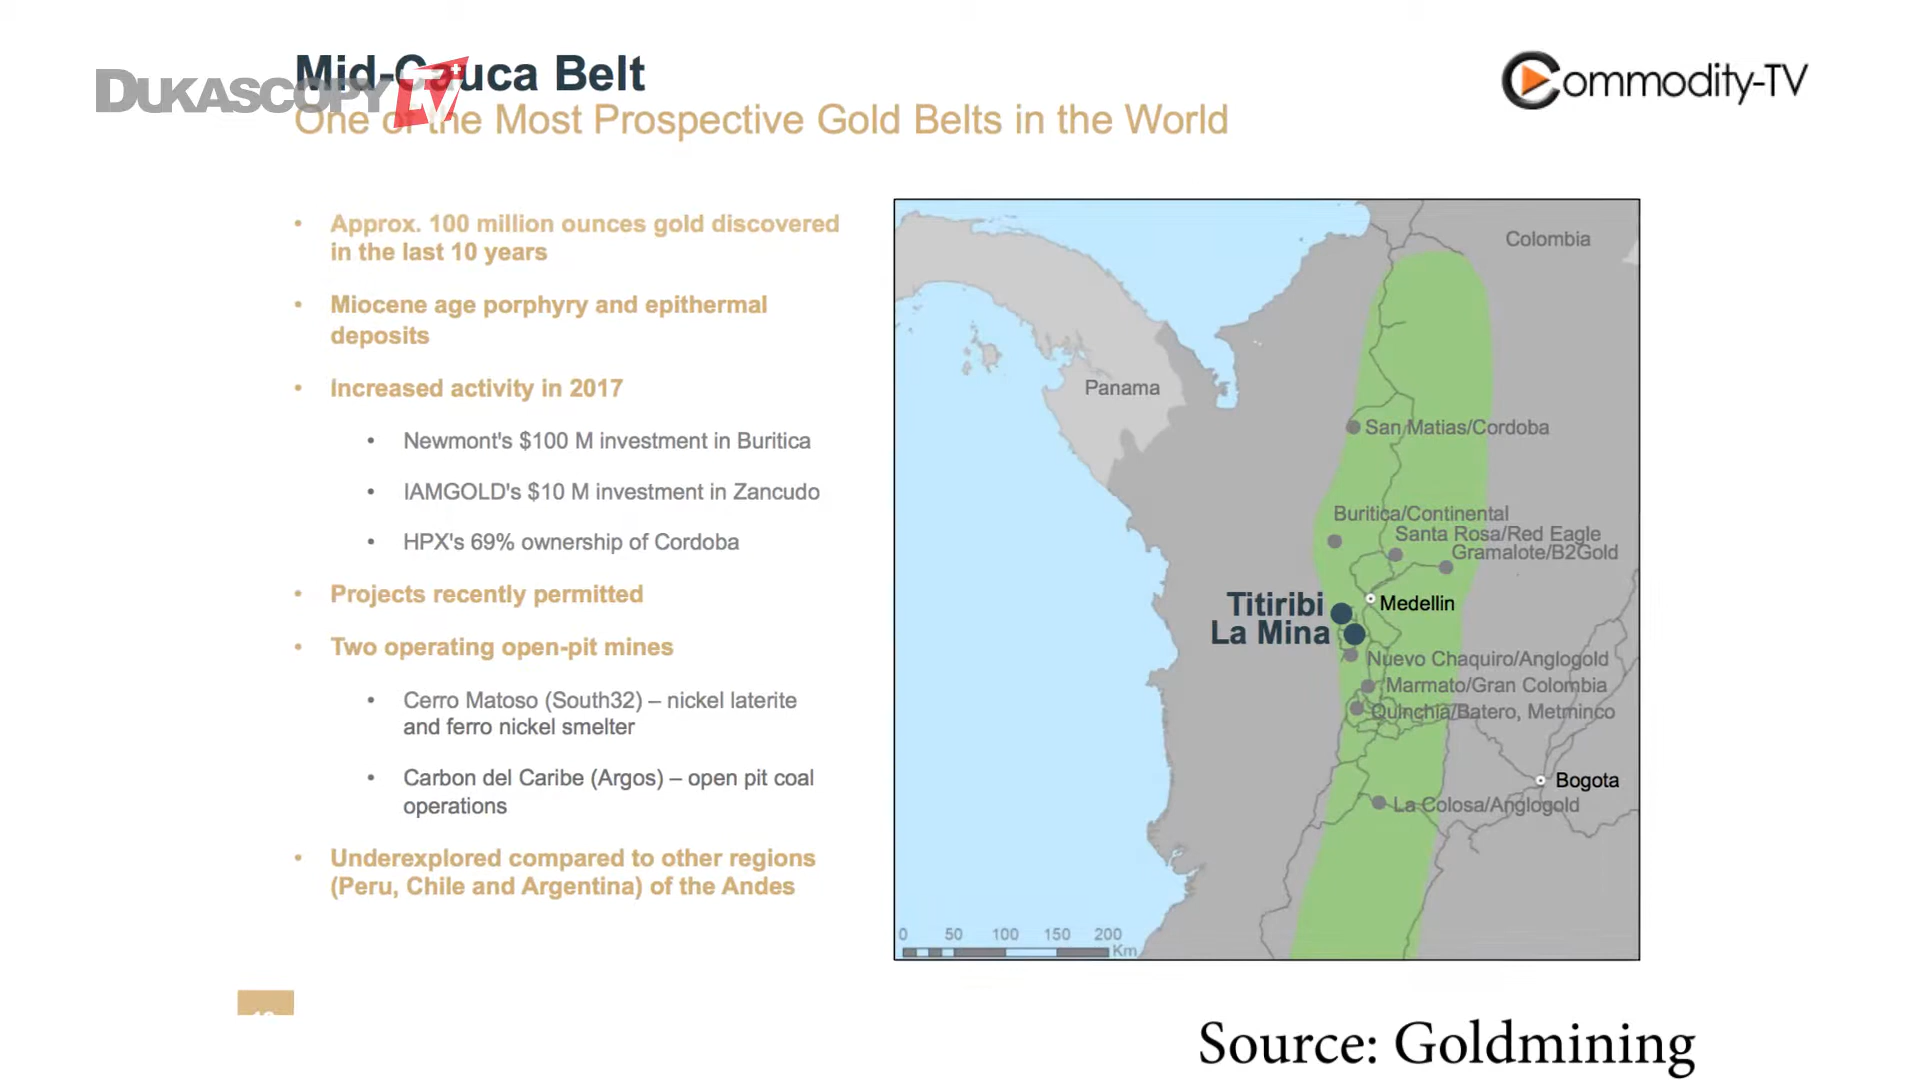 Mid-Cauca Belt
DUKASCOPY TV+
One of the Most Prospective Gold Belts in the World
Commodity-TV
• Approx. 100 million ounces gold discovered
in the last 10 years
• Miocene age porphyry and epithermal
deposits
• Increased activity in 2017
• Newmont's $100 M investment in Buritica
• IAMGOLD's $10 M investment in Zancudo
• HPX's 69% ownership of Cordoba
• Projects recently permitted
• Two operating open-pit mines
• Cerro Matoso (South32) – nickel laterite
and ferro nickel smelter
• Carbon del Caribe (Argos) – open pit coal
operations
• Underexplored compared to other regions
(Peru, Chile and Argentina) of the Andes
Colombia
Panama
San Matias/Cordoba
Buritica/Continental
Santa Rosa/Red Eagle
Gramalote/B2Gold
Titiribi
Medellin
La Mina
Nuevo Chaquiro/Anglogold
Marmato/Gran Colombia
Quinchia/Batero, Metminco
Bogota
La Colosa/Anglogold
0 50 100 150 200
Km
Source: Goldmining